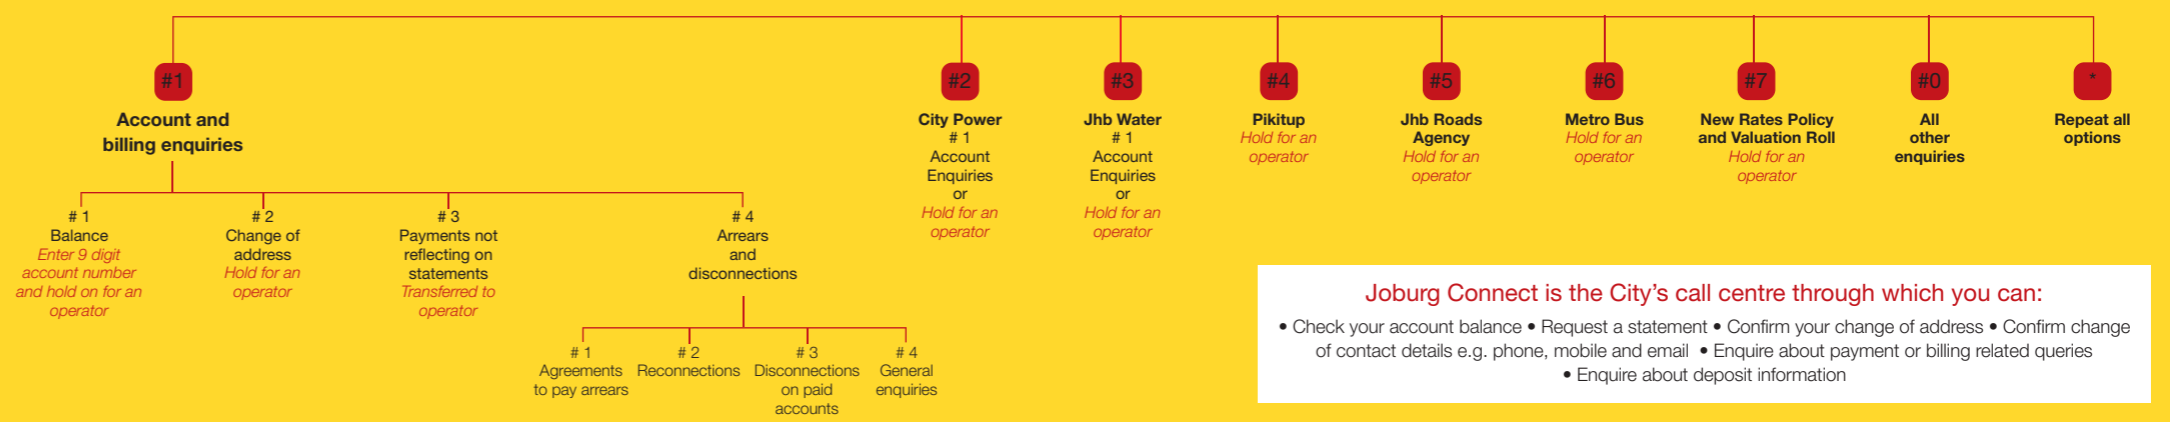 #1
Account and
billing enquiries
# 1
Balance
Enter 9 digit
account number
and hold on for an
operator
# 2
Change of
address
Hold for an
operator
# 3
Payments not
reflecting on
statements
Transferred to
operator
# 4
Arrears
and
disconnections
# 1
Agreements
to pay arrears
# 2
Reconnections
# 3
Disconnections
on paid
accounts
# 4
General
enquiries
#2
City Power
# 1
Account
Enquiries
or
Hold for an
operator
#3
Jhb Water
# 1
Account
Enquiries
or
Hold for an
operator
#4
Pikitup
Hold for an
operator
#5
Jhb Roads
Agency
Hold for an
operator
#6
Metro Bus
Hold for an
operator
#7
New Rates Policy
and Valuation Roll
Hold for an
operator
#0
All
other
enquiries
*
Repeat all
options
Joburg Connect is the City's call centre through which you can:
• Check your account balance • Request a statement • Confirm your change of address • Confirm change
of contact details e.g. phone, mobile and email • Enquire about payment or billing related queries
• Enquire about deposit information